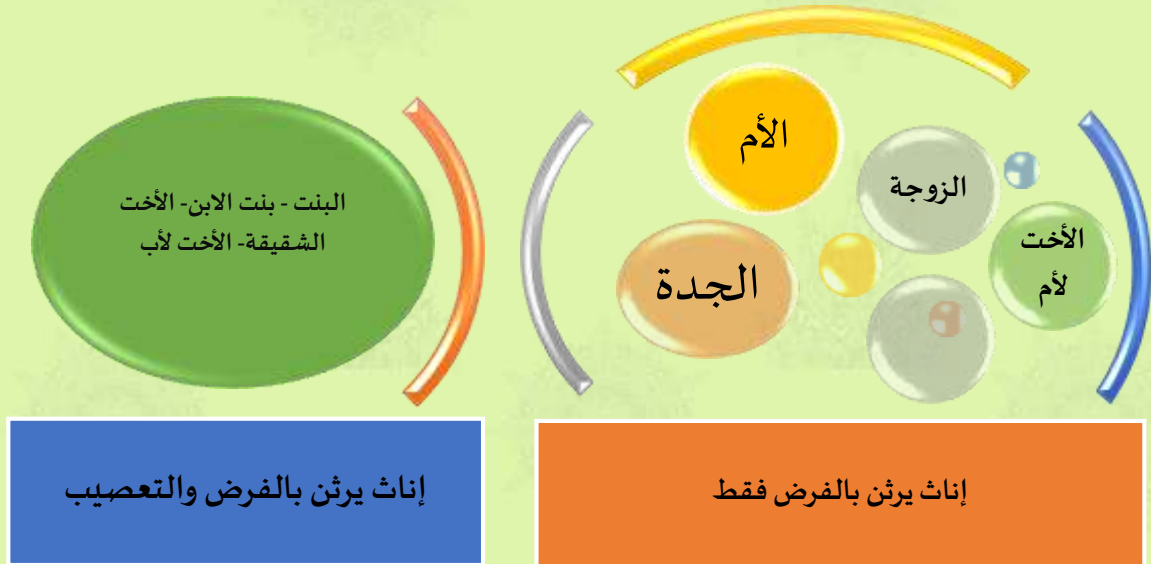 الأم
الزوجة
الأخت
لأم
الجدة
إناث يرثن بالفرض فقط
البنت - بنت الابن- الأخت
الشقيقة- الأخت لأب
إناث يرثن بالفرض والتعصيب